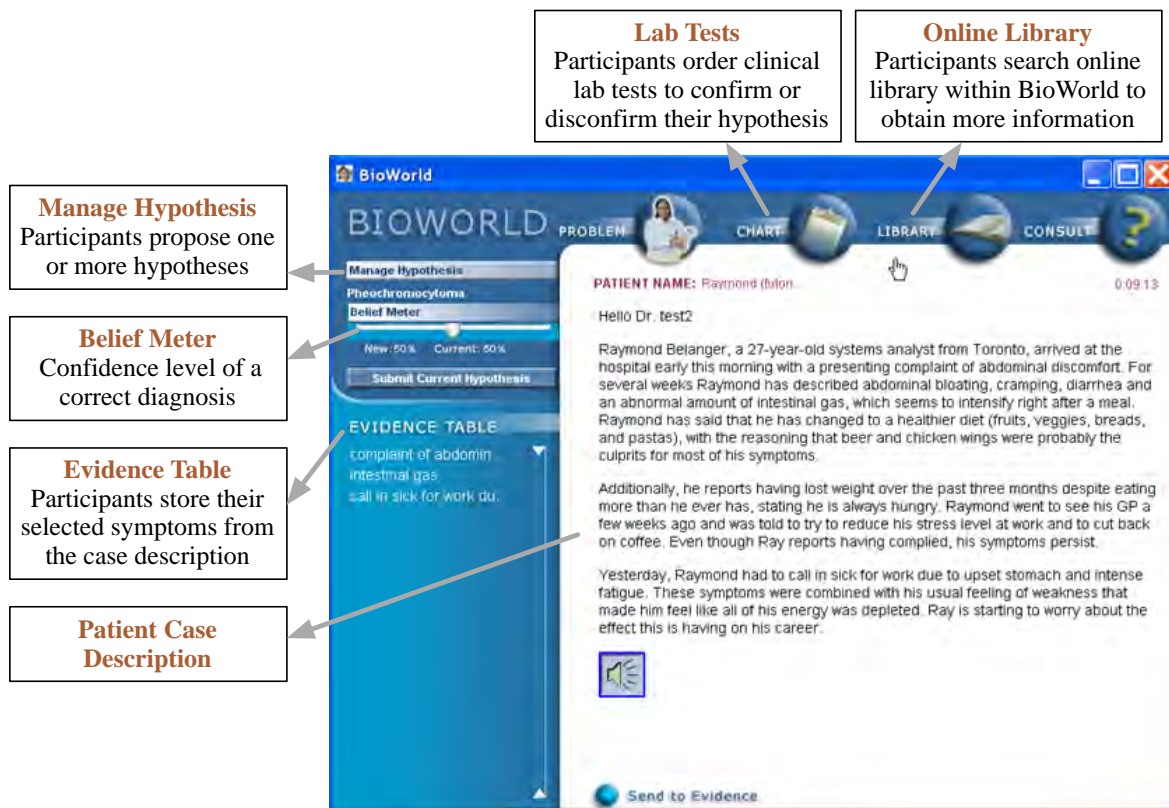 Lab Tests
Participants order clinical
lab tests to confirm or
disconfirm their hypothesis
Online Library
Participants search online
library within BioWorld to
obtain more information
Manage Hypothesis
Participants propose one
or more hypotheses
Belief Meter
Confidence level of a
correct diagnosis
Evidence Table
Participants store their
selected symptoms from
the case description
Patient Case
Description
BioWorld
BIOWORLD
PROBLEM
CHART
LIBRARY
CONSULT
Manage Hypothesis
Pheochromocytoma
Belief Meter
New: 50% Current: 50%
Submit Current Hypothesis
EVIDENCE TABLE
complaint of abdomin
intestinal gas
call in sick for work du..
PATIENT NAME: Raymond 0:09:13
Hello Dr. test2
Raymond Belanger, a 27-year-old systems analyst from Toronto, arrived at the
hospital early this morning with a presenting complaint of abdominal discomfort. For
several weeks Raymond has described abdominal bloating, cramping, diarrhea and
an abnormal amount of intestinal gas, which seems to intensify right after a meal.
Raymond has said that he has changed to a healthier diet (fruits, veggies, breads,
and pastas), with the reasoning that beer and chicken wings were probably the
culprits for most of his symptoms.
Additionally, he reports having lost weight over the past three months despite eating
more than he ever has, stating he is always hungry. Raymond went to see his GP a
few weeks ago and was told to try to reduce his stress level at work and to cut back
on coffee. Even though Ray reports having complied, his symptoms persist.
Yesterday, Raymond had to call in sick for work due to upset stomach and intense
fatigue. These symptoms were combined with his usual feeling of weakness that
made him feel like all of his energy was depleted. Ray is starting to worry about the
effect this is having on his career.
Send to Evidence